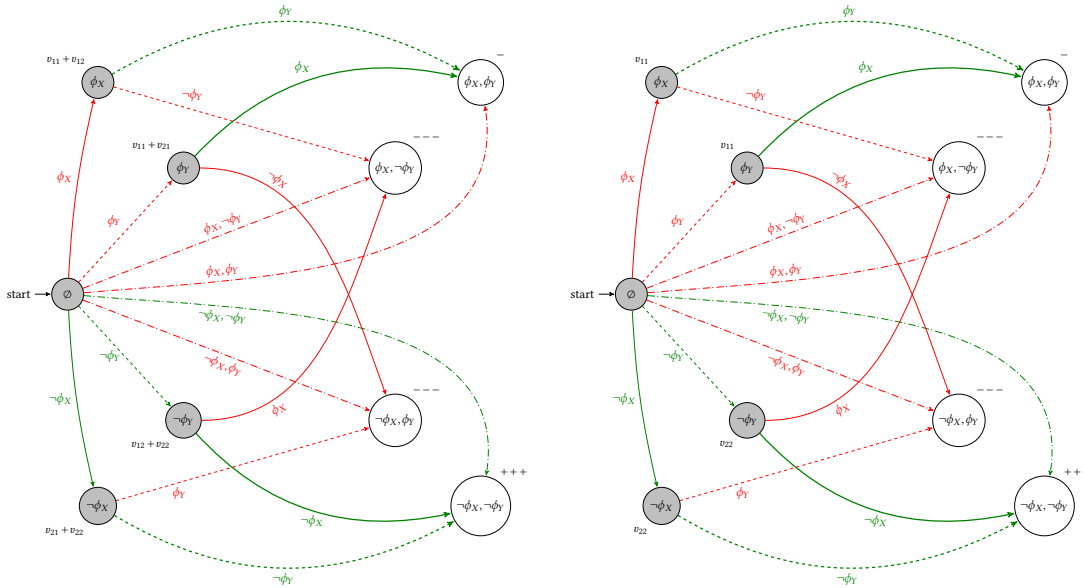 ϕY
v11 + v12
ϕX
−
ϕX, ϕY
ϕX
¬ϕY
v11 + v21
ϕY
−−−
ϕX, ¬ϕY
¬ϕX
ϕX
ϕY
ϕX, ¬ϕY
ϕX, ϕY
start
∅
¬ϕX, ¬ϕY
¬ϕY
¬ϕX, ϕY
¬ϕX
−−−
¬ϕX, ϕY
ϕX
¬ϕY
v12 + v22
ϕY
+++
¬ϕX, ¬ϕY
¬ϕX
¬ϕX
v21 + v22
¬ϕY
ϕY
v11
ϕX
−
ϕX, ϕY
ϕX
¬ϕY
v11
ϕY
−−−
ϕX, ¬ϕY
¬ϕX
ϕX
ϕY
ϕX, ¬ϕY
ϕX, ϕY
start
∅
¬ϕX, ¬ϕY
¬ϕY
¬ϕX, ϕY
¬ϕX
−−−
¬ϕX, ϕY
ϕX
¬ϕY
v22
ϕY
++
¬ϕX, ¬ϕY
¬ϕX
¬ϕX
v22
¬ϕY